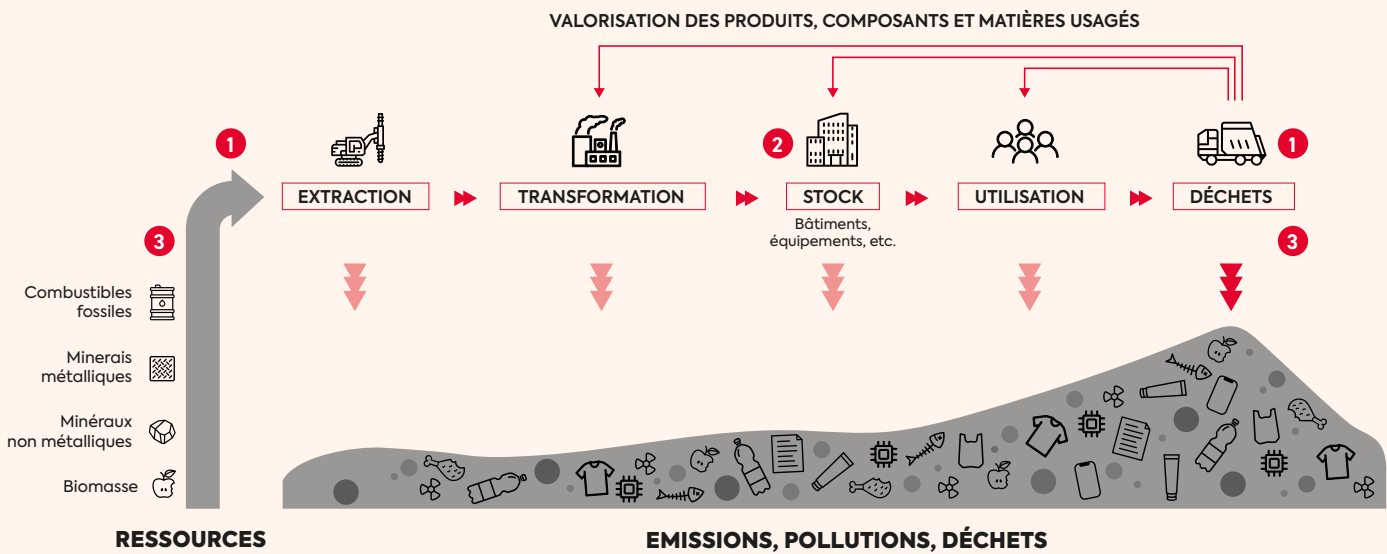 VALORISATION DES PRODUITS, COMPOSANTS ET MATIÈRES USAGÉS
1
2
1
EXTRACTION
TRANSFORMATION
STOCK
UTILISATION
DÉCHETS
Bâtiments,
équipements, etc.
3
3
Combustibles
fossiles
Minerais
métalliques
Minéraux
non métalliques
Biomasse
RESSOURCES
EMISSIONS, POLLUTIONS, DÉCHETS